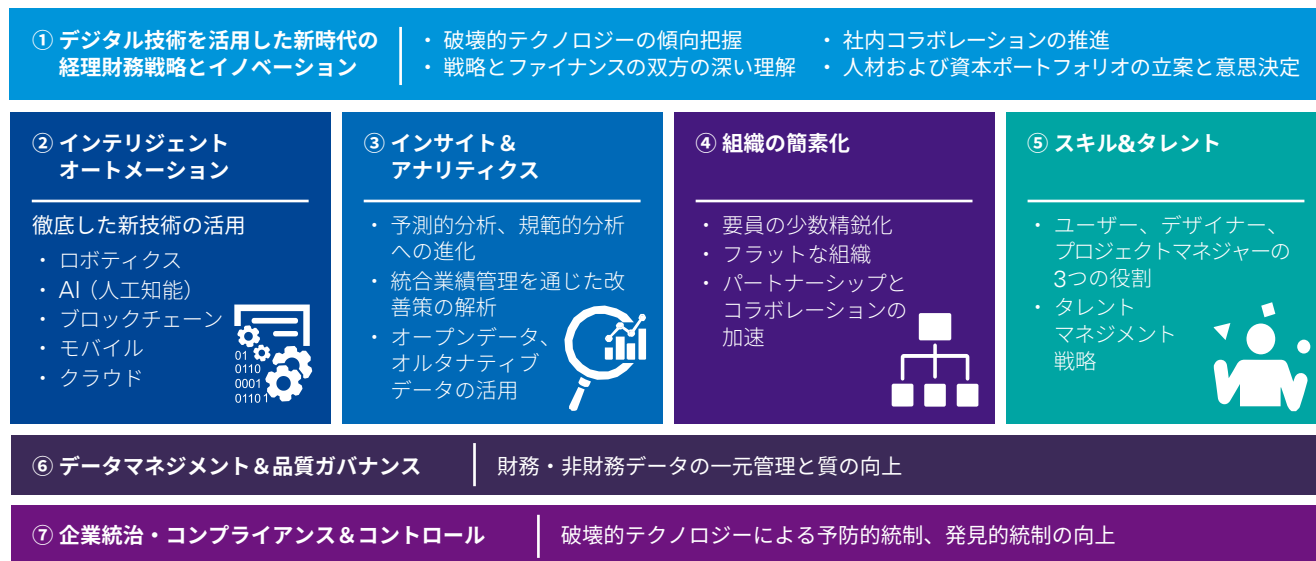 ① デジタル技術を活用した新時代の
経理財務戦略とイノベーション
・ 破壊的テクノロジーの傾向把握
・ 戦略とファイナンスの双方の深い理解
・ 社内コラボレーションの推進
・ 人材および資本ポートフォリオの立案と意思決定
② インテリジェント
オートメーション
徹底した新技術の活用
・ ロボティクス
・ AI（人工知能）
・ ブロックチェーン
・ モバイル
・ クラウド
01
0110
0001
01101
③ インサイト＆
アナリティクス
・ 予測的分析、規範的分析
への進化
・ 統合業績管理を通じた改
善策の解析
・ オープンデータ、
オルタナティブ
データの活用
④ 組織の簡素化
・ 要員の少数精鋭化
・ フラットな組織
・ パートナーシップと
コラボレーションの
加速
⑤ スキル&タレント
・ ユーザー、デザイナー、
プロジェクトマネジャーの
3つの役割
・ タレント
マネジメント
戦略
⑥ データマネジメント＆品質ガバナンス
財務・非財務データの一元管理と質の向上
⑦ 企業統治・コンプライアンス＆コントロール
破壊的テクノロジーによる予防的統制、発見的統制の向上